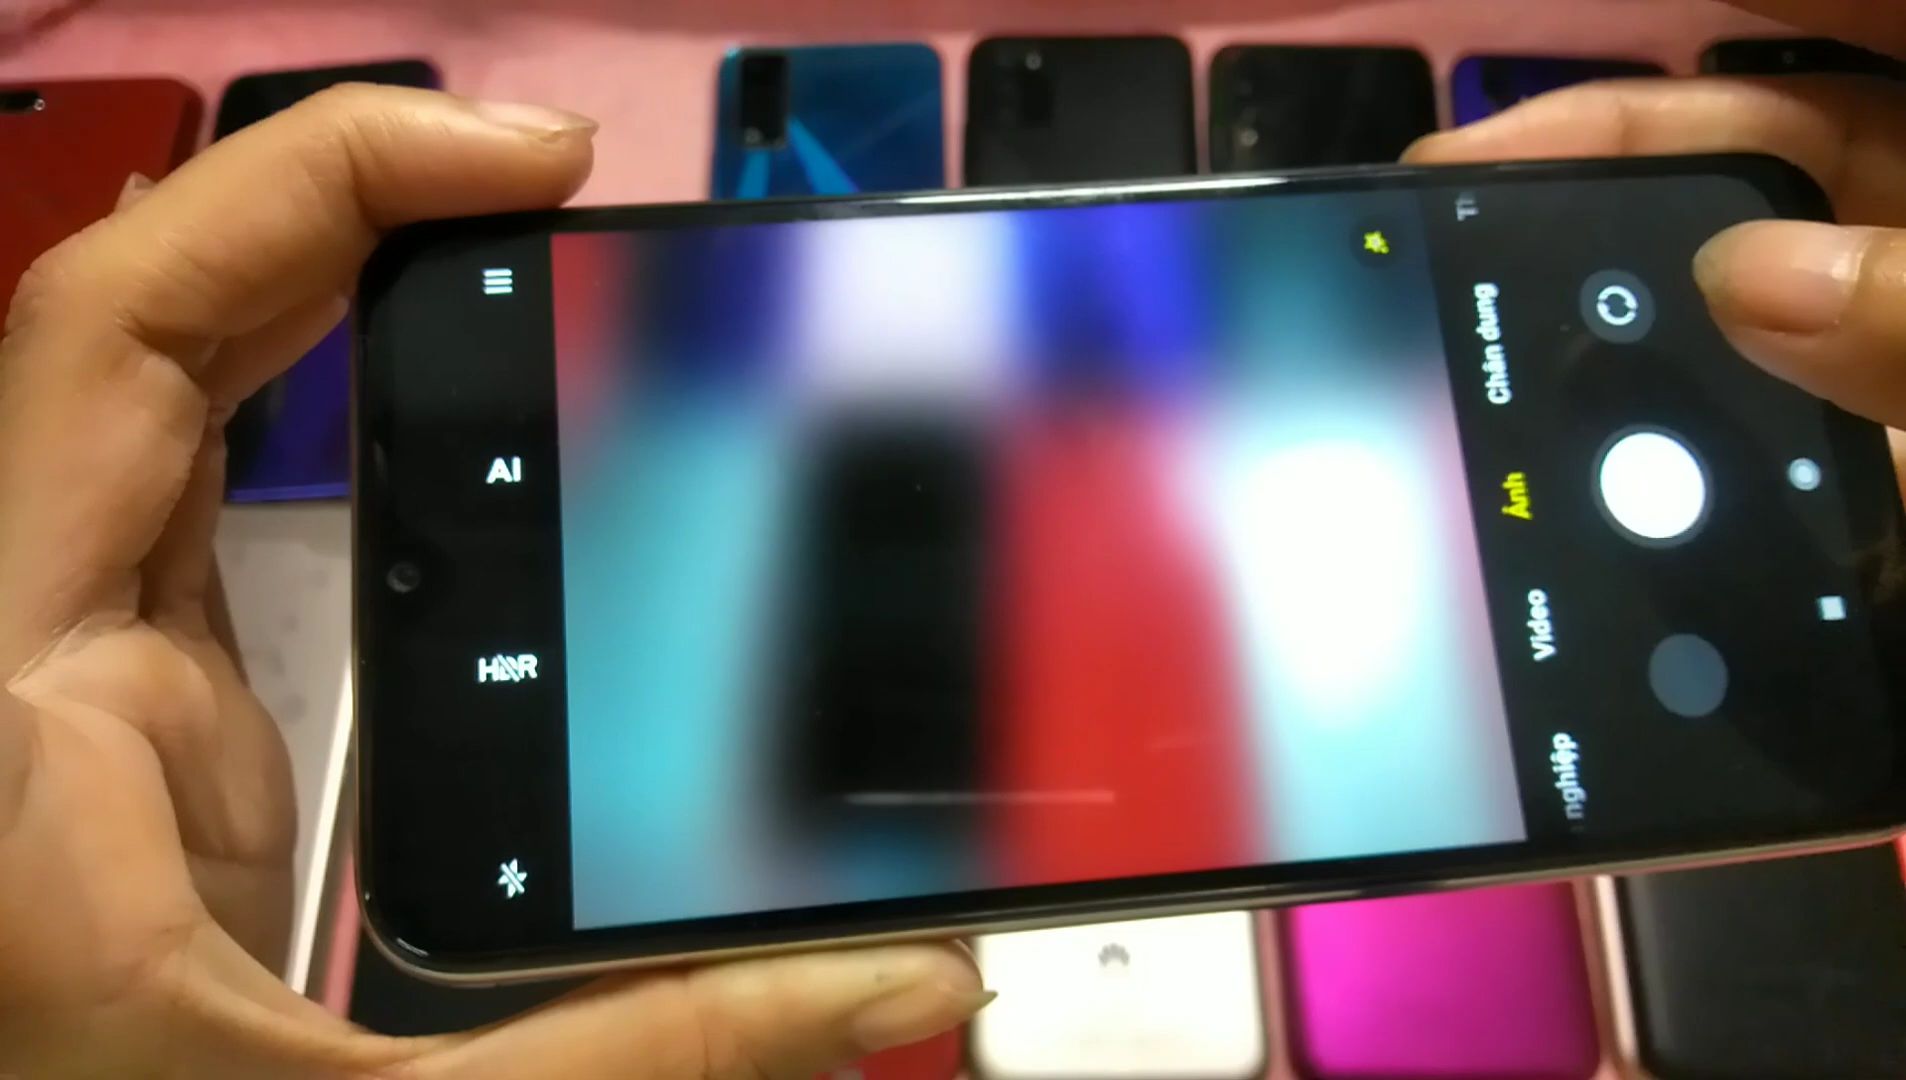 AI
HDR
Chân dung
Ảnh
Video
nghiệp